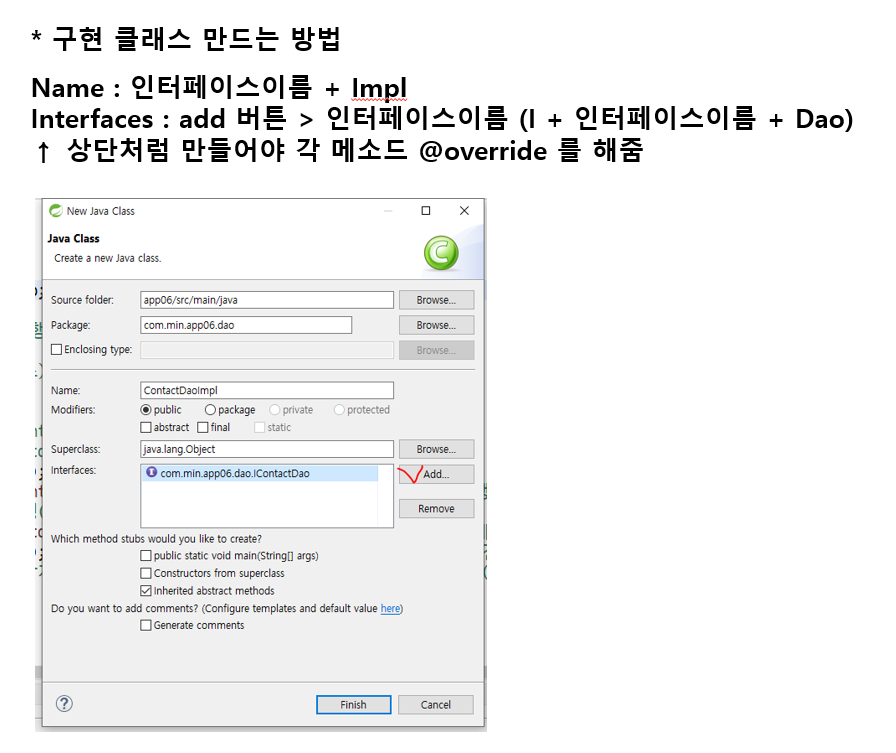 * 구현 클래스 만드는 방법
Name : 인터페이스이름 + Impl
Interfaces : add 버튼 > 인터페이스이름 (I + 인터페이스이름 + Dao)
↑ 상단처럼 만들어야 각 메소드 @override 를 해줌
New Java Class
Java Class
Create a new Java class.
Source folder: app06/src/main/java Browse...
Package: com.min.app06.dao Browse...
Enclosing type: Browse...
Name: ContactDaoImpl
Modifiers: public package private protected
abstract final static
Superclass: java.lang.Object Browse...
Interfaces: com.min.app06.dao.IContactDao Add...
Remove
Which method stubs would you like to create?
public static void main(String[] args)
Constructors from superclass
Inherited abstract methods
Do you want to add comments? (Configure templates and default value here)
Generate comments
? Finish Cancel